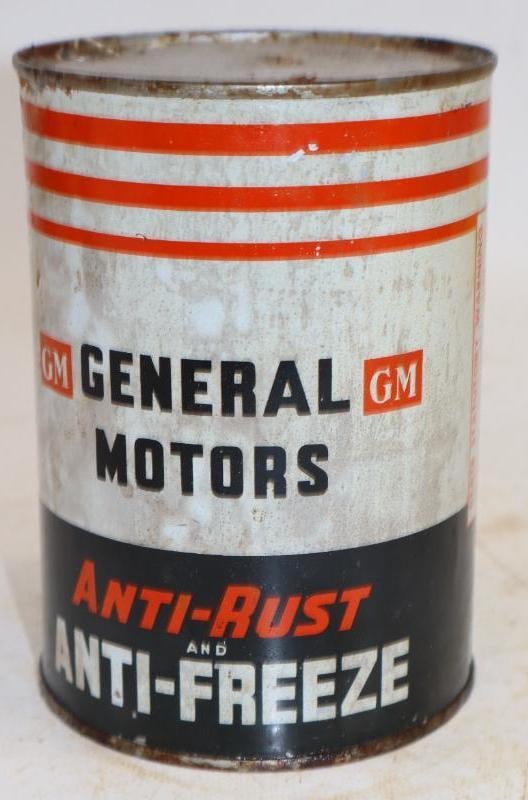 GM GENERAL GM
MOTORS
ANTI-RUST
AND
ANTI-FREEZE